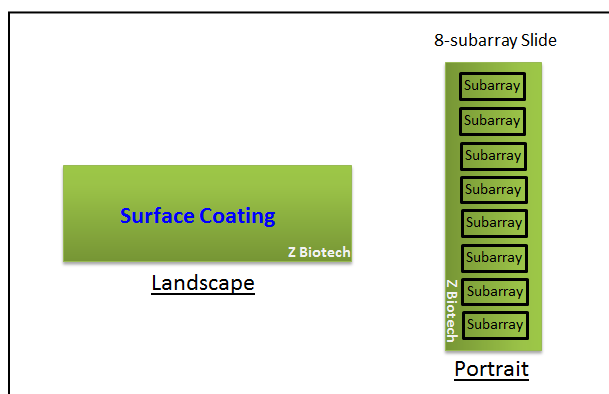 8-subarray Slide
Subarray
Subarray
Subarray
Subarray
Subarray
Subarray
Subarray
Subarray
Z Biotech
Portrait
Surface Coating
Z Biotech
Landscape